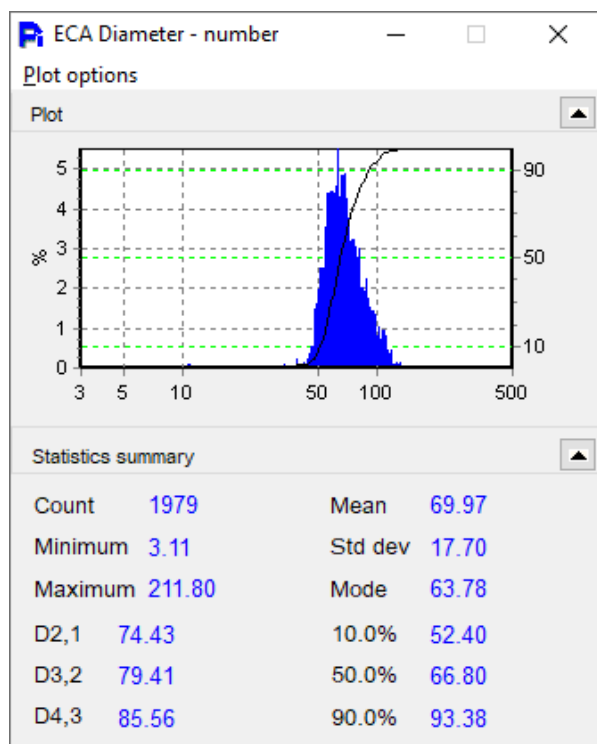 ECA Diameter - number
Plot options
Plot
5
4
3
2
1
0
%
90
50
10
3 5 10 50 100 500
Statistics summary
Count 1979 Mean 69.97
Minimum 3.11 Std dev 17.70
Maximum 211.80 Mode 63.78
D2,1 74.43 10.0% 52.40
D3,2 79.41 50.0% 66.80
D4,3 85.56 90.0% 93.38